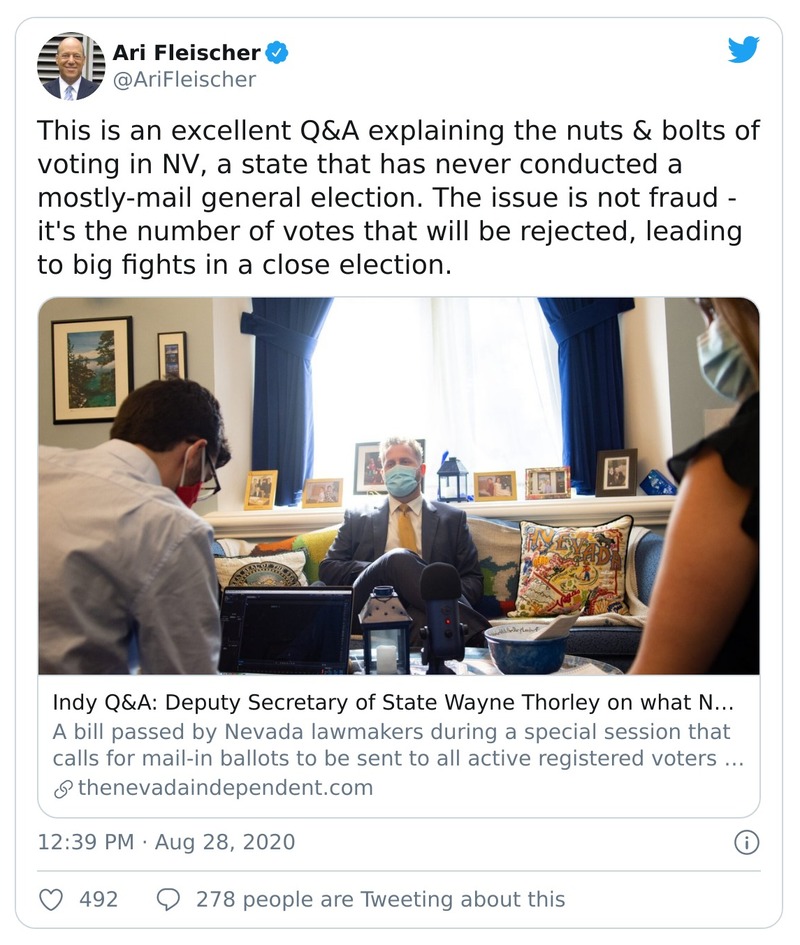 Ari Fleischer
@AriFleischer
This is an excellent Q&A explaining the nuts & bolts of
voting in NV, a state that has never conducted a
mostly-mail general election. The issue is not fraud -
it's the number of votes that will be rejected, leading
to big fights in a close election.
NEVADA
Indy Q&A: Deputy Secretary of State Wayne Thorley on what N...
A bill passed by Nevada lawmakers during a special session that
calls for mail-in ballots to be sent to all active registered voters ...
thenevadaindependent.com
12:39 PM · Aug 28, 2020
492
278 people are Tweeting about this